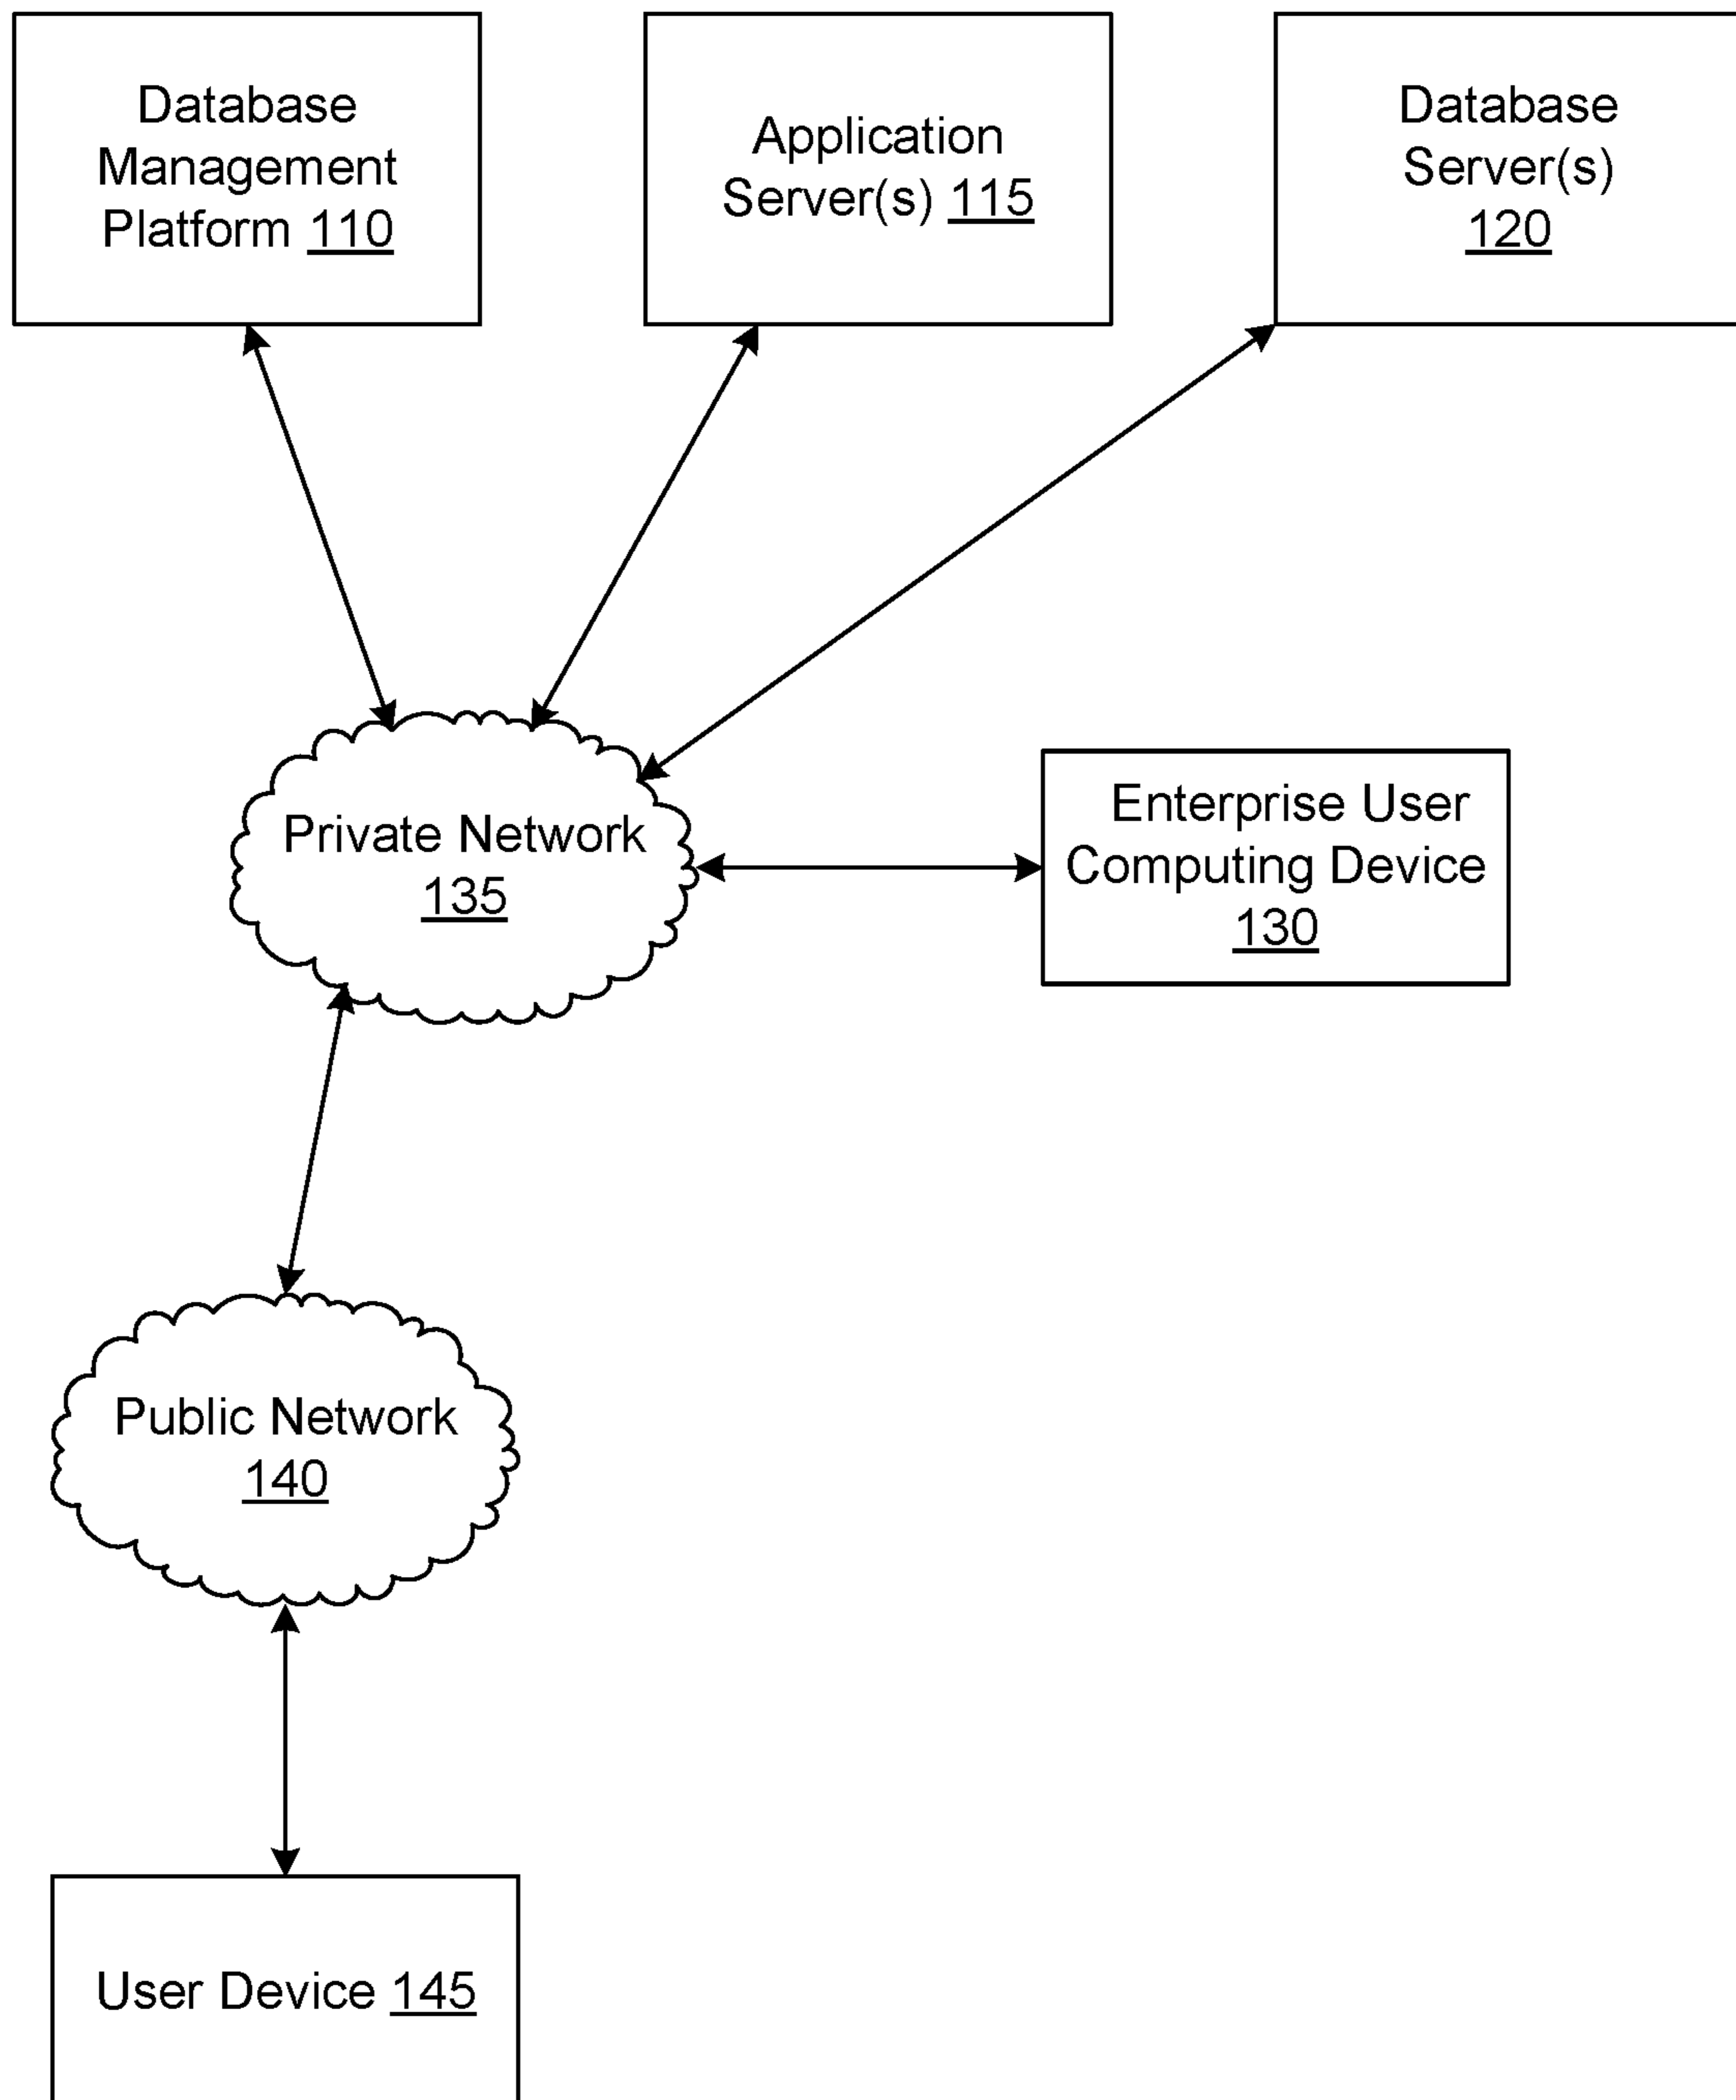 Database
Management
Platform 110
Application
Server(s) 115
Database
Server(s)
120
Private Network
135
Enterprise User
Computing Device
130
Public Network
140
User Device 145